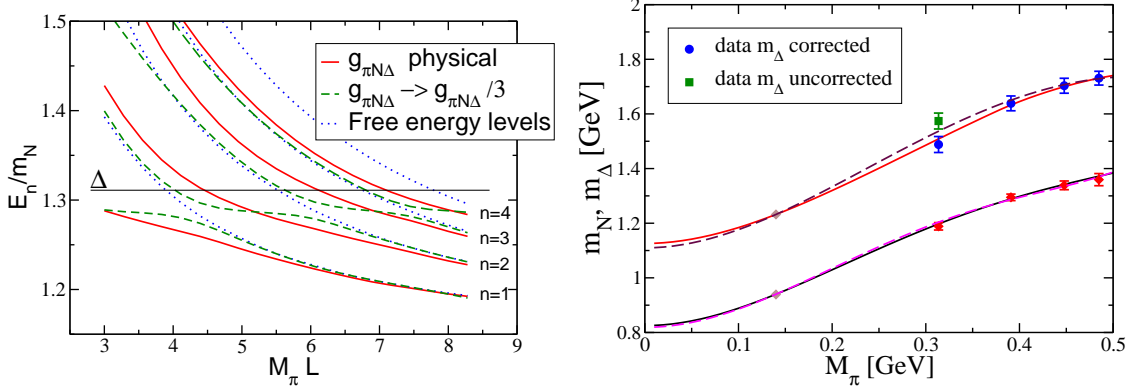 1.5
1.4
1.3
1.2
E_n/m_N
g_πNΔ physical
g_πNΔ −> g_πNΔ /3
Free energy levels
Δ
n=4
n=3
n=2
n=1
3 4 5 6 7 8 9
M_π L
2
1.8
1.6
1.4
1.2
1
0.8
m_N, m_Δ [GeV]
data m_Δ corrected
data m_Δ uncorrected
0 0.1 0.2 0.3 0.4 0.5
M_π [GeV]